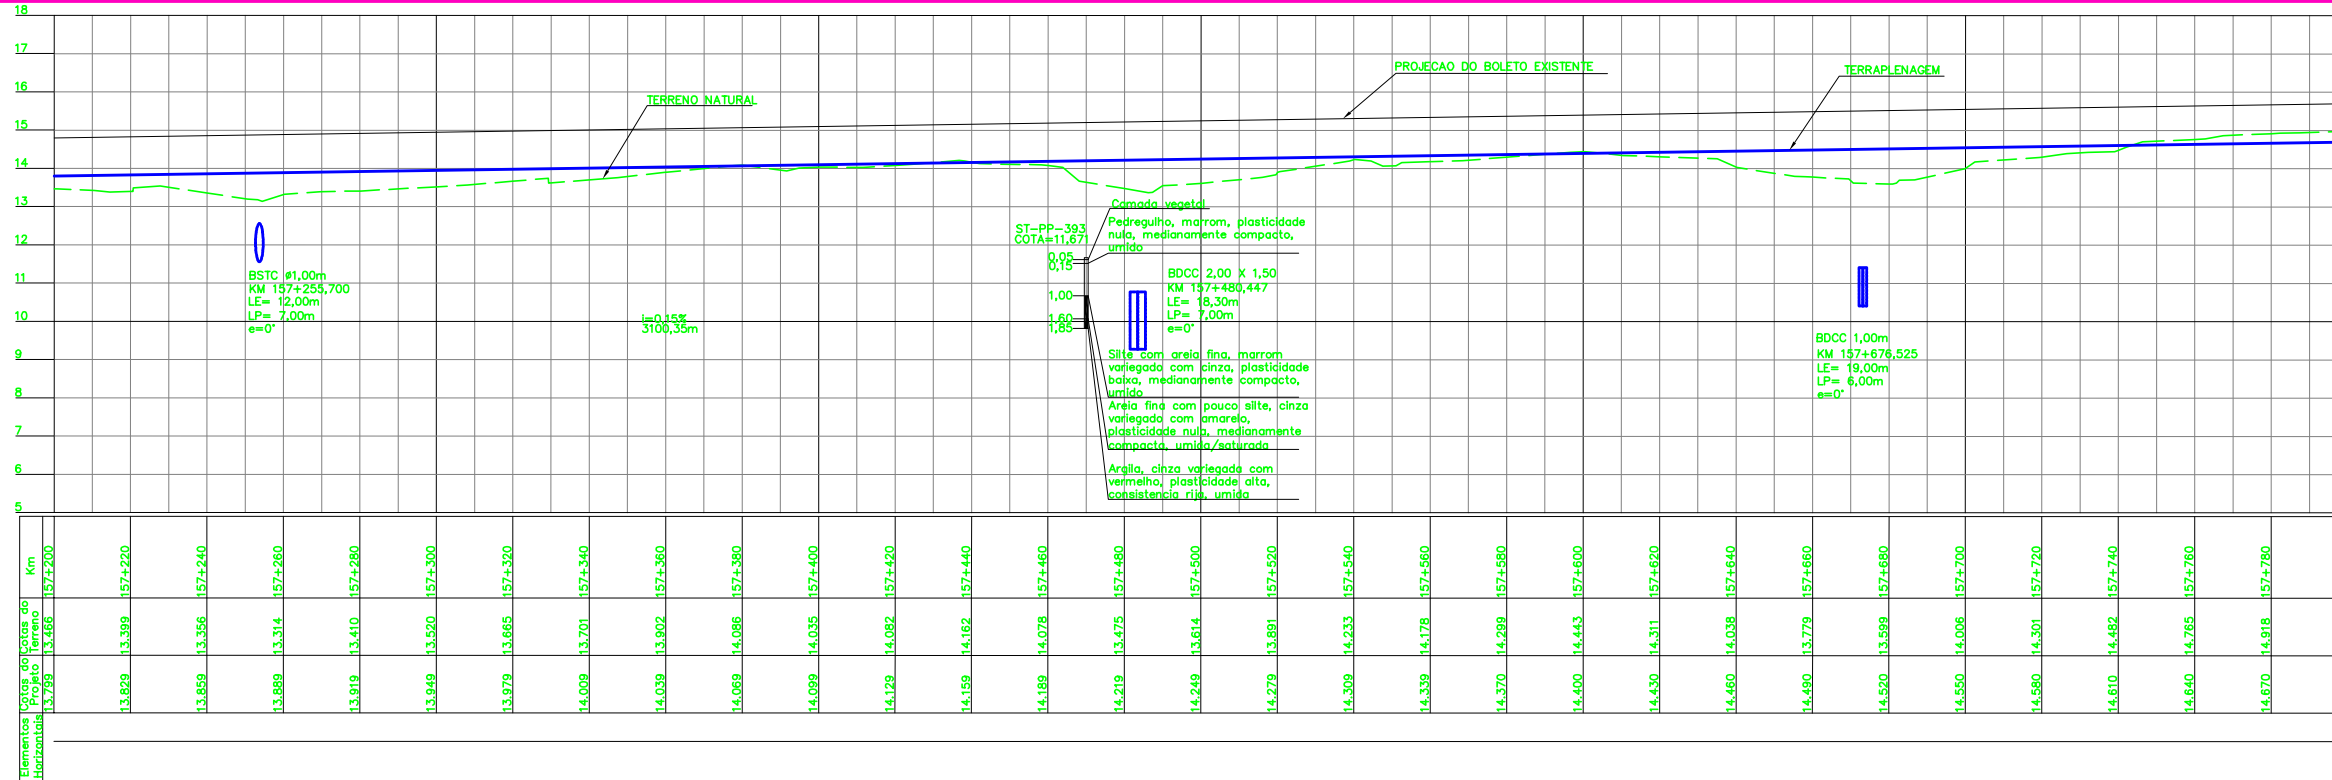 18
17
16
15
14
13
12
11
10
9
8
7
6
5
TERRENO NATURAL
PROJECAO DO BOLETO EXISTENTE
TERRAPLENAGEM
BSTC ø1,00m
KM 157+255,700
LE= 12,00m
LP= 7,00m
e=0°
i=0,15%
3100,35m
ST-PP-393
COTA=11,671
0,05
0,15
1,00
1,60
1,85
Camada vegetal
Pedregulho, marrom, plasticidade
nula, medianamente compacto,
umido
BDCC 2,00 X 1,50
KM 157+480,447
LE= 18,30m
LP= 7,00m
e=0°
Silte com areia fina, marrom
variegado com cinza, plasticidade
baixa, medianamente compacto,
umido
Areia fina com pouco silte, cinza
variegado com amarelo,
plasticidade nula, medianamente
compacta, umida/saturada
Argila, cinza variegada com
vermelho, plasticidade alta,
consistencia rija, umida
BDCC 1,00m
KM 157+676,525
LE= 19,00m
LP= 6,00m
e=0°
Km
157+200 157+220 157+240 157+260 157+280 157+300 157+320 157+340 157+360 157+380 157+400 157+420 157+440 157+460 157+480 157+500 157+520 157+540 157+560 157+580 157+600 157+620 157+640 157+660 157+680 157+700 157+720 157+740 157+760 157+780
Cotas do
Terreno
13.466 13.399 13.356 13.314 13.410 13.520 13.665 13.701 13.902 14.086 14.035 14.082 14.162 14.078 13.475 13.614 13.891 14.233 14.178 14.299 14.443 14.311 14.038 13.779 13.599 14.006 14.301 14.482 14.765 14.918
Cotas do
Projeto
13.799 13.829 13.859 13.889 13.919 13.949 13.979 14.009 14.039 14.069 14.099 14.129 14.159 14.189 14.219 14.249 14.279 14.309 14.339 14.370 14.400 14.430 14.460 14.490 14.520 14.550 14.580 14.610 14.640 14.670
Elementos
Horizontais